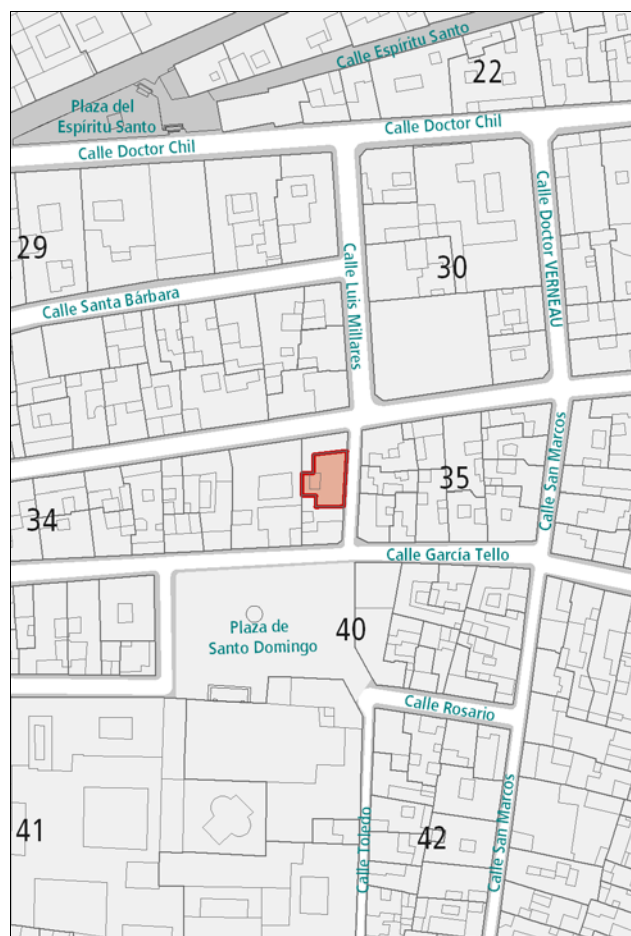 Calle Espíritu Santo
22
Plaza del
Espíritu Santo
Calle Doctor Chil
Calle Doctor Chil
Calle Doctor VERNEAU
29
Calle Luis Millares
30
Calle Santa Bárbara
Calle San Marcos
35
34
Calle García Tello
Plaza de
Santo Domingo
40
Calle Rosario
41
42
Calle Toledo
Calle San Marcos